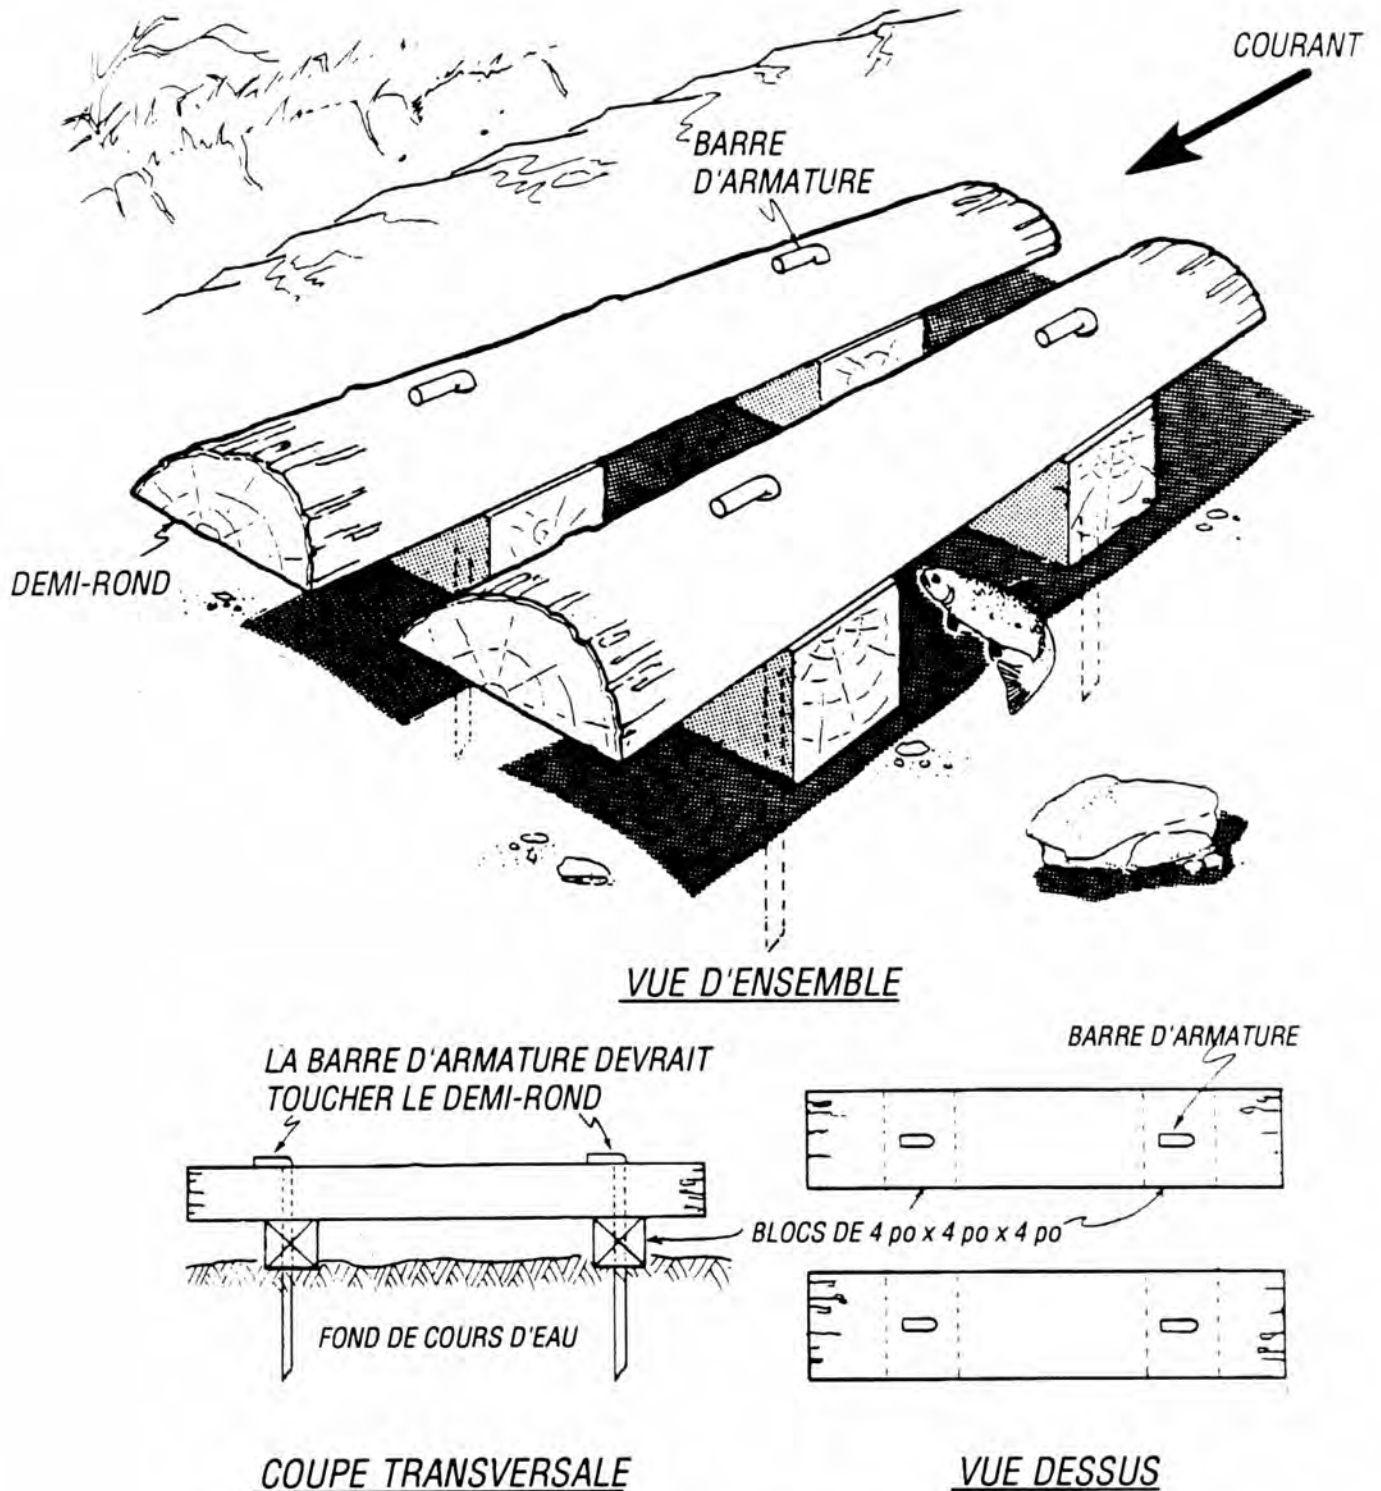 COURANT
BARRE
D'ARMATURE
DEMI-ROND
VUE D'ENSEMBLE
LA BARRE D'ARMATURE DEVRAIT
TOUCHER LE DEMI-ROND
BARRE D'ARMATURE
BLOCS DE 4 po x 4 po x 4 po
FOND DE COURS D'EAU
COUPE TRANSVERSALE
VUE DESSUS